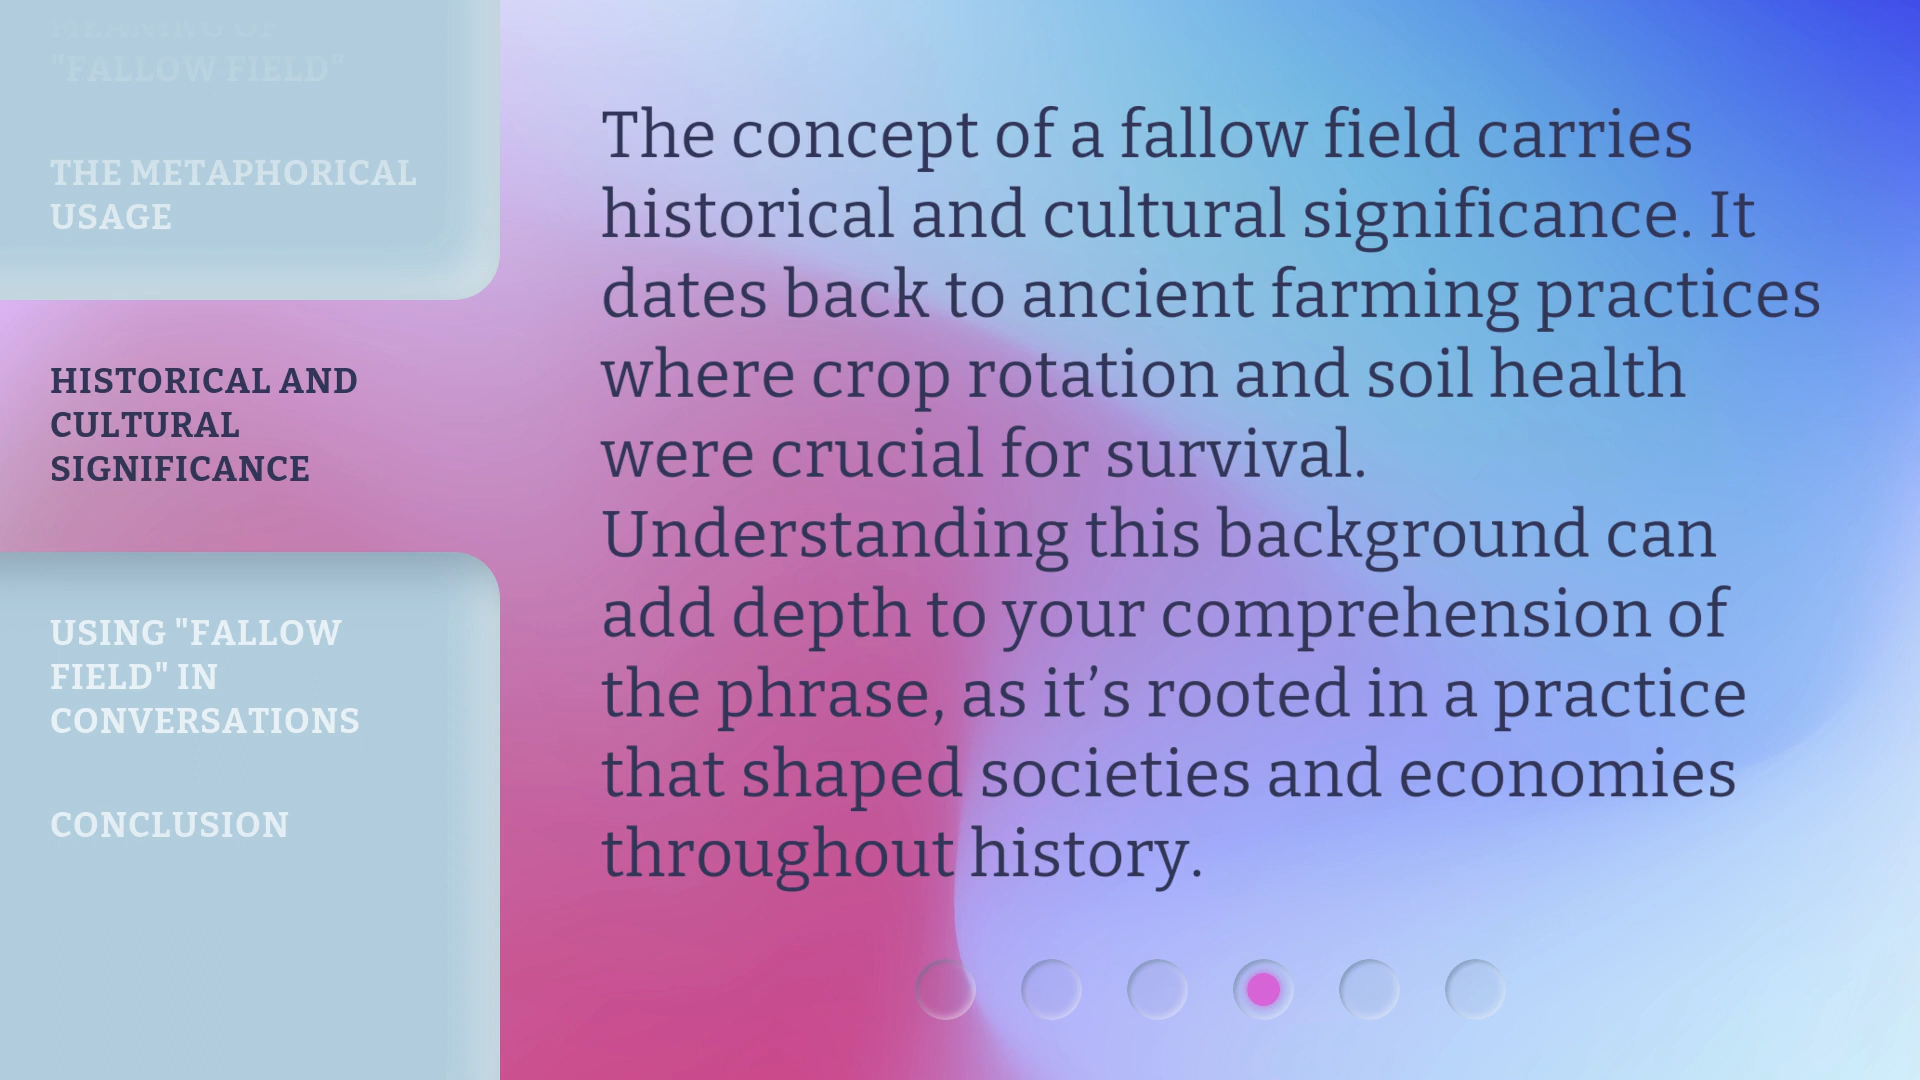 MEANING OF
"FALLOW FIELD"
THE METAPHORICAL
USAGE
HISTORICAL AND
CULTURAL
SIGNIFICANCE
USING "FALLOW
FIELD" IN
CONVERSATIONS
CONCLUSION
The concept of a fallow field carries
historical and cultural significance. It
dates back to ancient farming practices
where crop rotation and soil health
were crucial for survival.
Understanding this background can
add depth to your comprehension of
the phrase, as it’s rooted in a practice
that shaped societies and economies
throughout history.